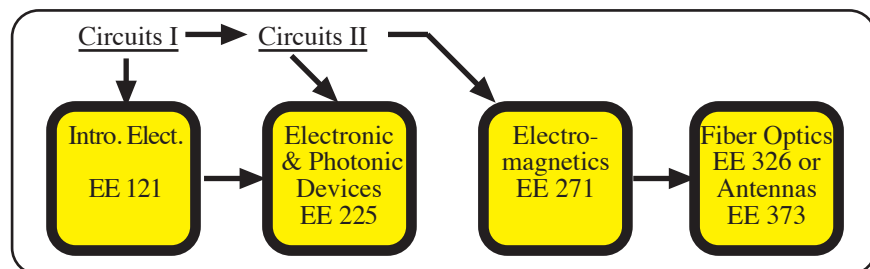 Circuits I
Circuits II
Intro. Elect.
EE 121
Electronic
& Photonic
Devices
EE 225
Electro-
magnetics
EE 271
Fiber Optics
EE 326 or
Antennas
EE 373